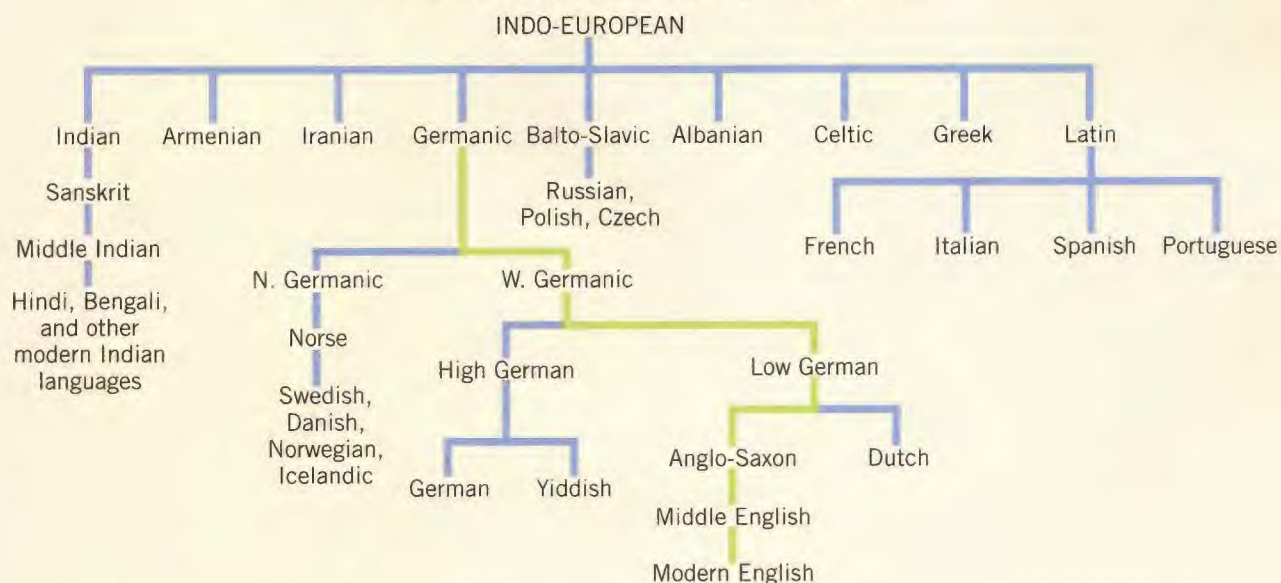 INDO-EUROPEAN
Indian
Armenian
Iranian
Germanic
Balto-Slavic
Albanian
Celtic
Greek
Latin
Sanskrit
Middle Indian
Hindi, Bengali,
and other
modern Indian
languages
Russian,
Polish, Czech
French
Italian
Spanish
Portuguese
N. Germanic
W. Germanic
Norse
Swedish,
Danish,
Norwegian,
Icelandic
High German
Low German
German
Yiddish
Anglo-Saxon
Dutch
Middle English
Modern English